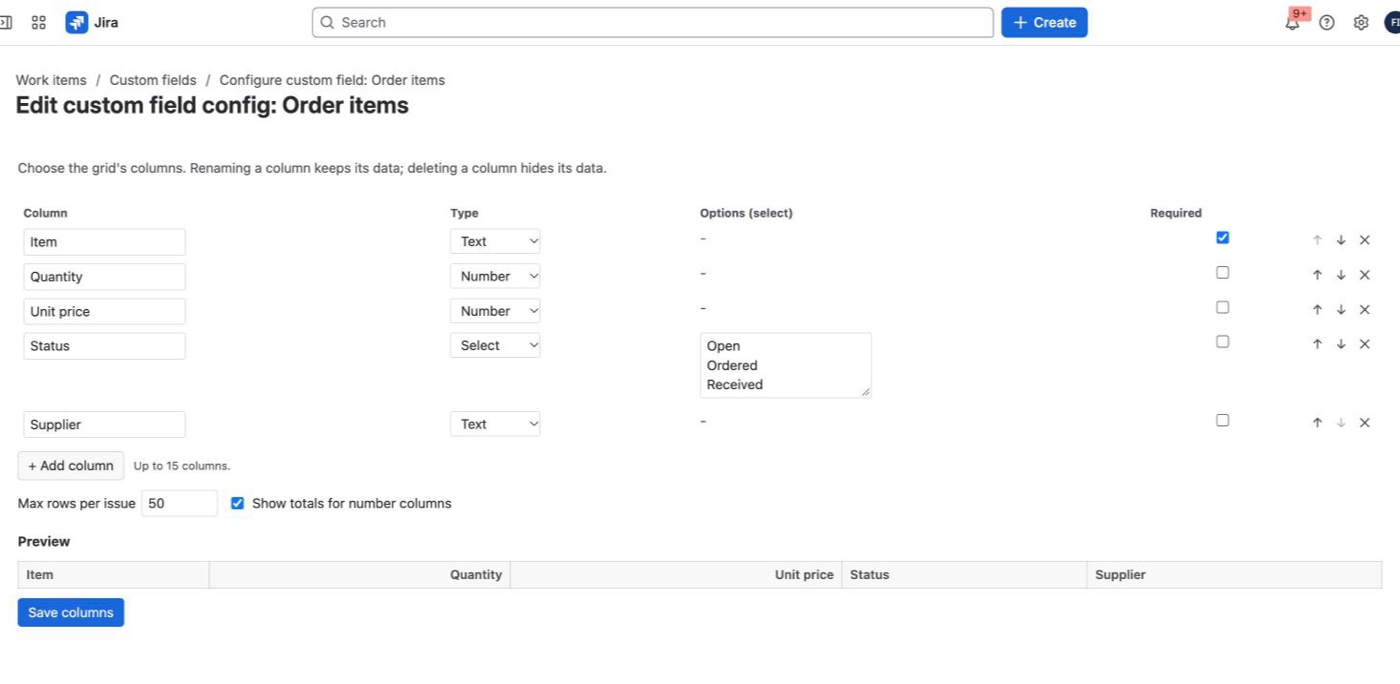 Jira
Search
+ Create
9+
Work items / Custom fields / Configure custom field: Order items
Edit custom field config: Order items
Choose the grid's columns. Renaming a column keeps its data; deleting a column hides its data.
Column Type Options (select) Required
Item Text -
Quantity Number -
Unit price Number -
Status Select Open
Ordered
Received
Supplier Text -
+ Add column Up to 15 columns.
Max rows per issue 50 Show totals for number columns
Preview
Item Quantity Unit price Status Supplier
Save columns